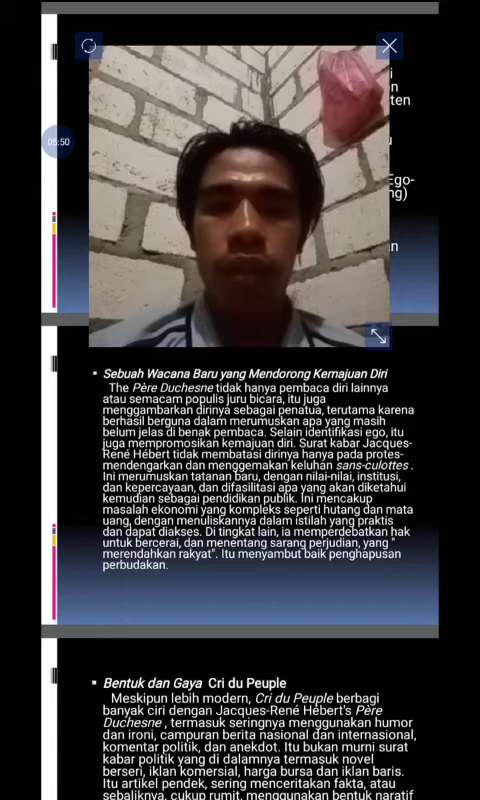 i
n
ten
05:50
Ego-
ng)
n
▪ Sebuah Wacana Baru yang Mendorong Kemajuan Diri
The Père Duchesne tidak hanya pembaca diri lainnya
atau semacam populis juru bicara, itu juga
menggambarkan dirinya sebagai penatua, terutama karena
berhasil berguna dalam merumuskan apa yang masih
belum jelas di benak pembaca. Selain identifikasi ego, itu
juga mempromosikan kemajuan diri. Surat kabar Jacques-
René Hébert tidak membatasi dirinya hanya pada protes-
mendengarkan dan menggemakan keluhan sans-culottes .
Ini merumuskan tatanan baru, dengan nilai-nilai, institusi,
dan kepercayaan, dan difasilitasi apa yang akan diketahui
kemudian sebagai pendidikan publik. Ini mencakup
masalah ekonomi yang kompleks seperti hutang dan mata
uang, dengan menuliskannya dalam istilah yang praktis
dan dapat diakses. Di tingkat lain, ia memperdebatkan hak
untuk bercerai, dan menentang sarang perjudian, yang "
merendahkan rakyat". Itu menyambut baik penghapusan
perbudakan.
▪ Bentuk dan Gaya Cri du Peuple
Meskipun lebih modern, Cri du Peuple berbagi
banyak ciri dengan Jacques-René Hébert's Père
Duchesne , termasuk seringnya menggunakan humor
dan ironi, campuran berita nasional dan internasional,
komentar politik, dan anekdot. Itu bukan murni surat
kabar politik yang di dalamnya termasuk novel
berseri, iklan komersial, harga bursa dan iklan baris.
Itu artikel pendek, sering menceritakan fakta, atau
sebaliknya, cukup rumit, menggunakan bentuk naratif